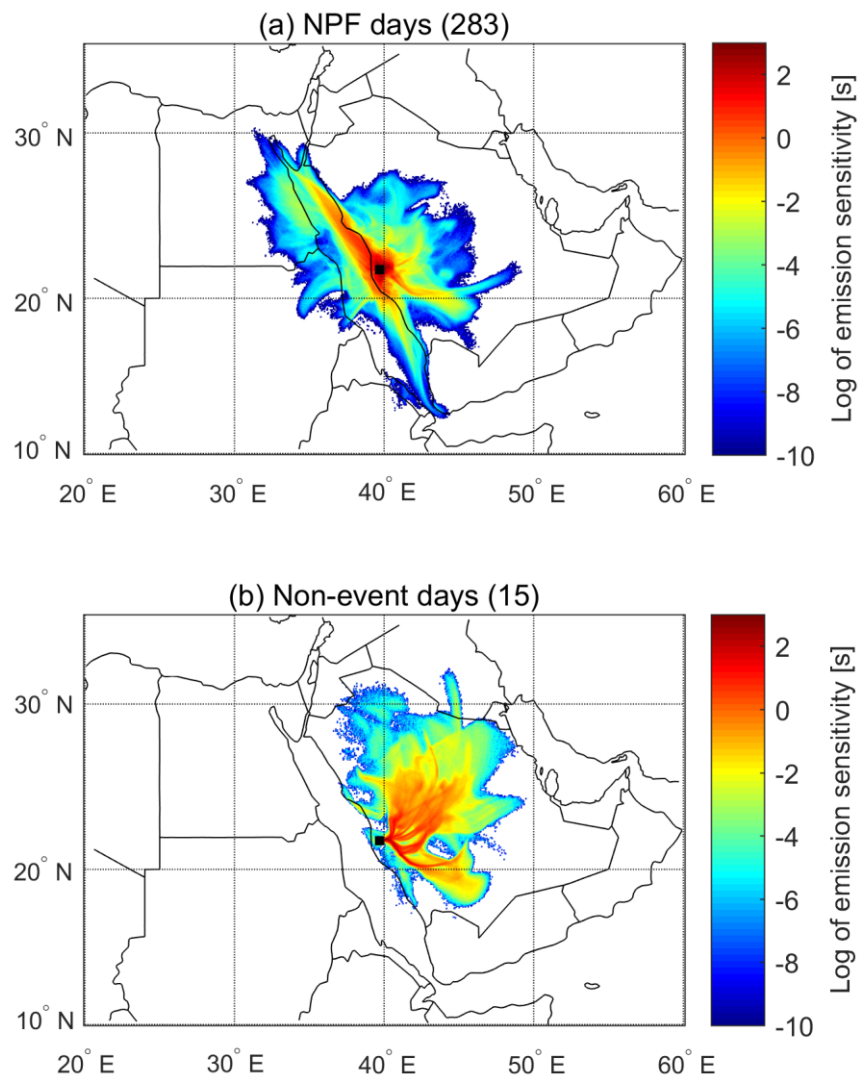 (a) NPF days (283)
30° N
20° N
10° N
20° E
30° E
40° E
50° E
60° E
2
0
-2
-4
-6
-8
-10
Log of emission sensitivity [s]
(b) Non-event days (15)
30° N
20° N
10° N
20° E
30° E
40° E
50° E
60° E
2
0
-2
-4
-6
-8
-10
Log of emission sensitivity [s]